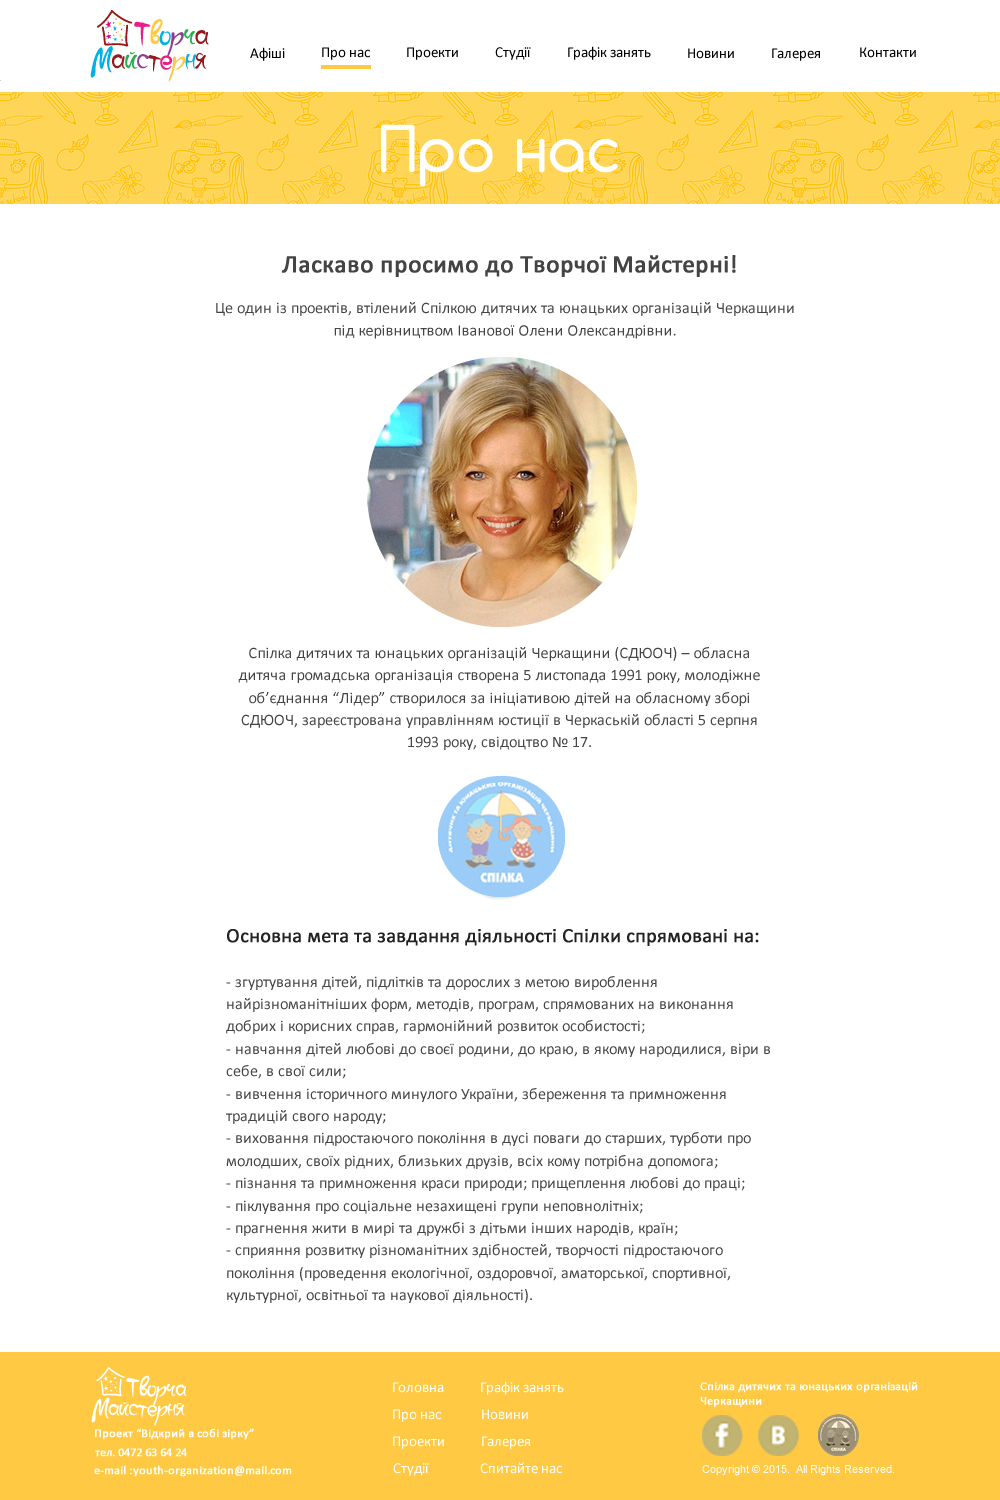 Творча
Майстерня
Афіші
Про нас
Проекти
Студії
Графік занять
Новини
Галерея
Контакти
Про нас
Ласкаво просимо до Творчої Майстерні!
Це один із проектів, втілений Спілкою дитячих та юнацьких організацій Черкащини
під керівництвом Іванової Олени Олександрівни.
Спілка дитячих та юнацьких організацій Черкащини (СДЮОЧ) – обласна
дитяча громадська організація створена 5 листопада 1991 року, молодіжне
об’єднання “Лідер” створилося за ініціативою дітей на обласному зборі
СДЮОЧ, зареєстрована управлінням юстиції в Черкаській області 5 серпня
1993 року, свідоцтво № 17.
ДИТЯЧИХ ТА ЮНАЦЬКИХ ОРГАНІЗАЦІЙ ЧЕРКАЩИНИ
СПІЛКА
Основна мета та завдання діяльності Спілки спрямовані на:
- згуртування дітей, підлітків та дорослих з метою вироблення
найрізноманітніших форм, методів, програм, спрямованих на виконання
добрих і корисних справ, гармонійний розвиток особистості;
- навчання дітей любові до своєї родини, до краю, в якому народилися, віри в
себе, в свої сили;
- вивчення історичного минулого України, збереження та примноження
традицій свого народу;
- виховання підростаючого покоління в дусі поваги до старших, турботи про
молодших, своїх рідних, близьких друзів, всіх кому потрібна допомога;
- пізнання та примноження краси природи; прищеплення любові до праці;
- піклування про соціальне незахищені групи неповнолітніх;
- прагнення жити в мирі та дружбі з дітьми інших народів, країн;
- сприяння розвитку різноманітних здібностей, творчості підростаючого
покоління (проведення екологічної, оздоровчої, аматорської, спортивної,
культурної, освітньої та наукової діяльності).
Творча
Майстерня
Проект “Відкрий в собі зірку”
тел. 0472 63 64 24
e-mail :youth-organization@mail.com
Головна
Про нас
Проекти
Студії
Графік занять
Новини
Галерея
Спитайте нас
Спілка дитячих та юнацьких організацій
Черкащини
f
В
СПІЛКА
Copyright © 2015. All Rights Reserved.